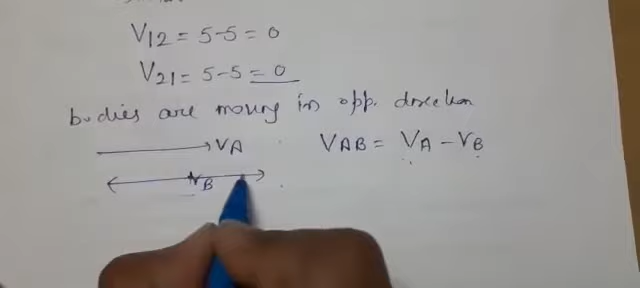 V12 = 5-5 = 0
V21 = 5-5 = 0
bodies are moving in opp. direction
VA VAB = VA - VB
VB